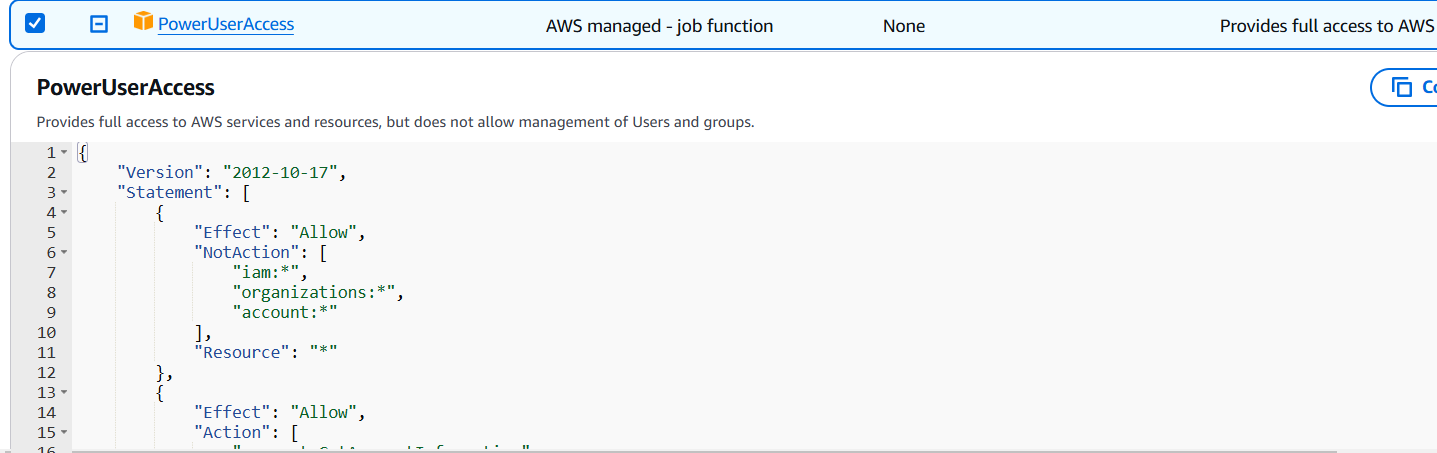 PowerUserAccess AWS managed - job function None Provides full access to AWS
PowerUserAccess
Provides full access to AWS services and resources, but does not allow management of Users and groups.
1 {
2 "Version": "2012-10-17",
3 "Statement": [
4 {
5 "Effect": "Allow",
6 "NotAction": [
7 "iam:*",
8 "organizations:*",
9 "account:*"
10 ],
11 "Resource": "*"
12 },
13 {
14 "Effect": "Allow",
15 "Action": [
16